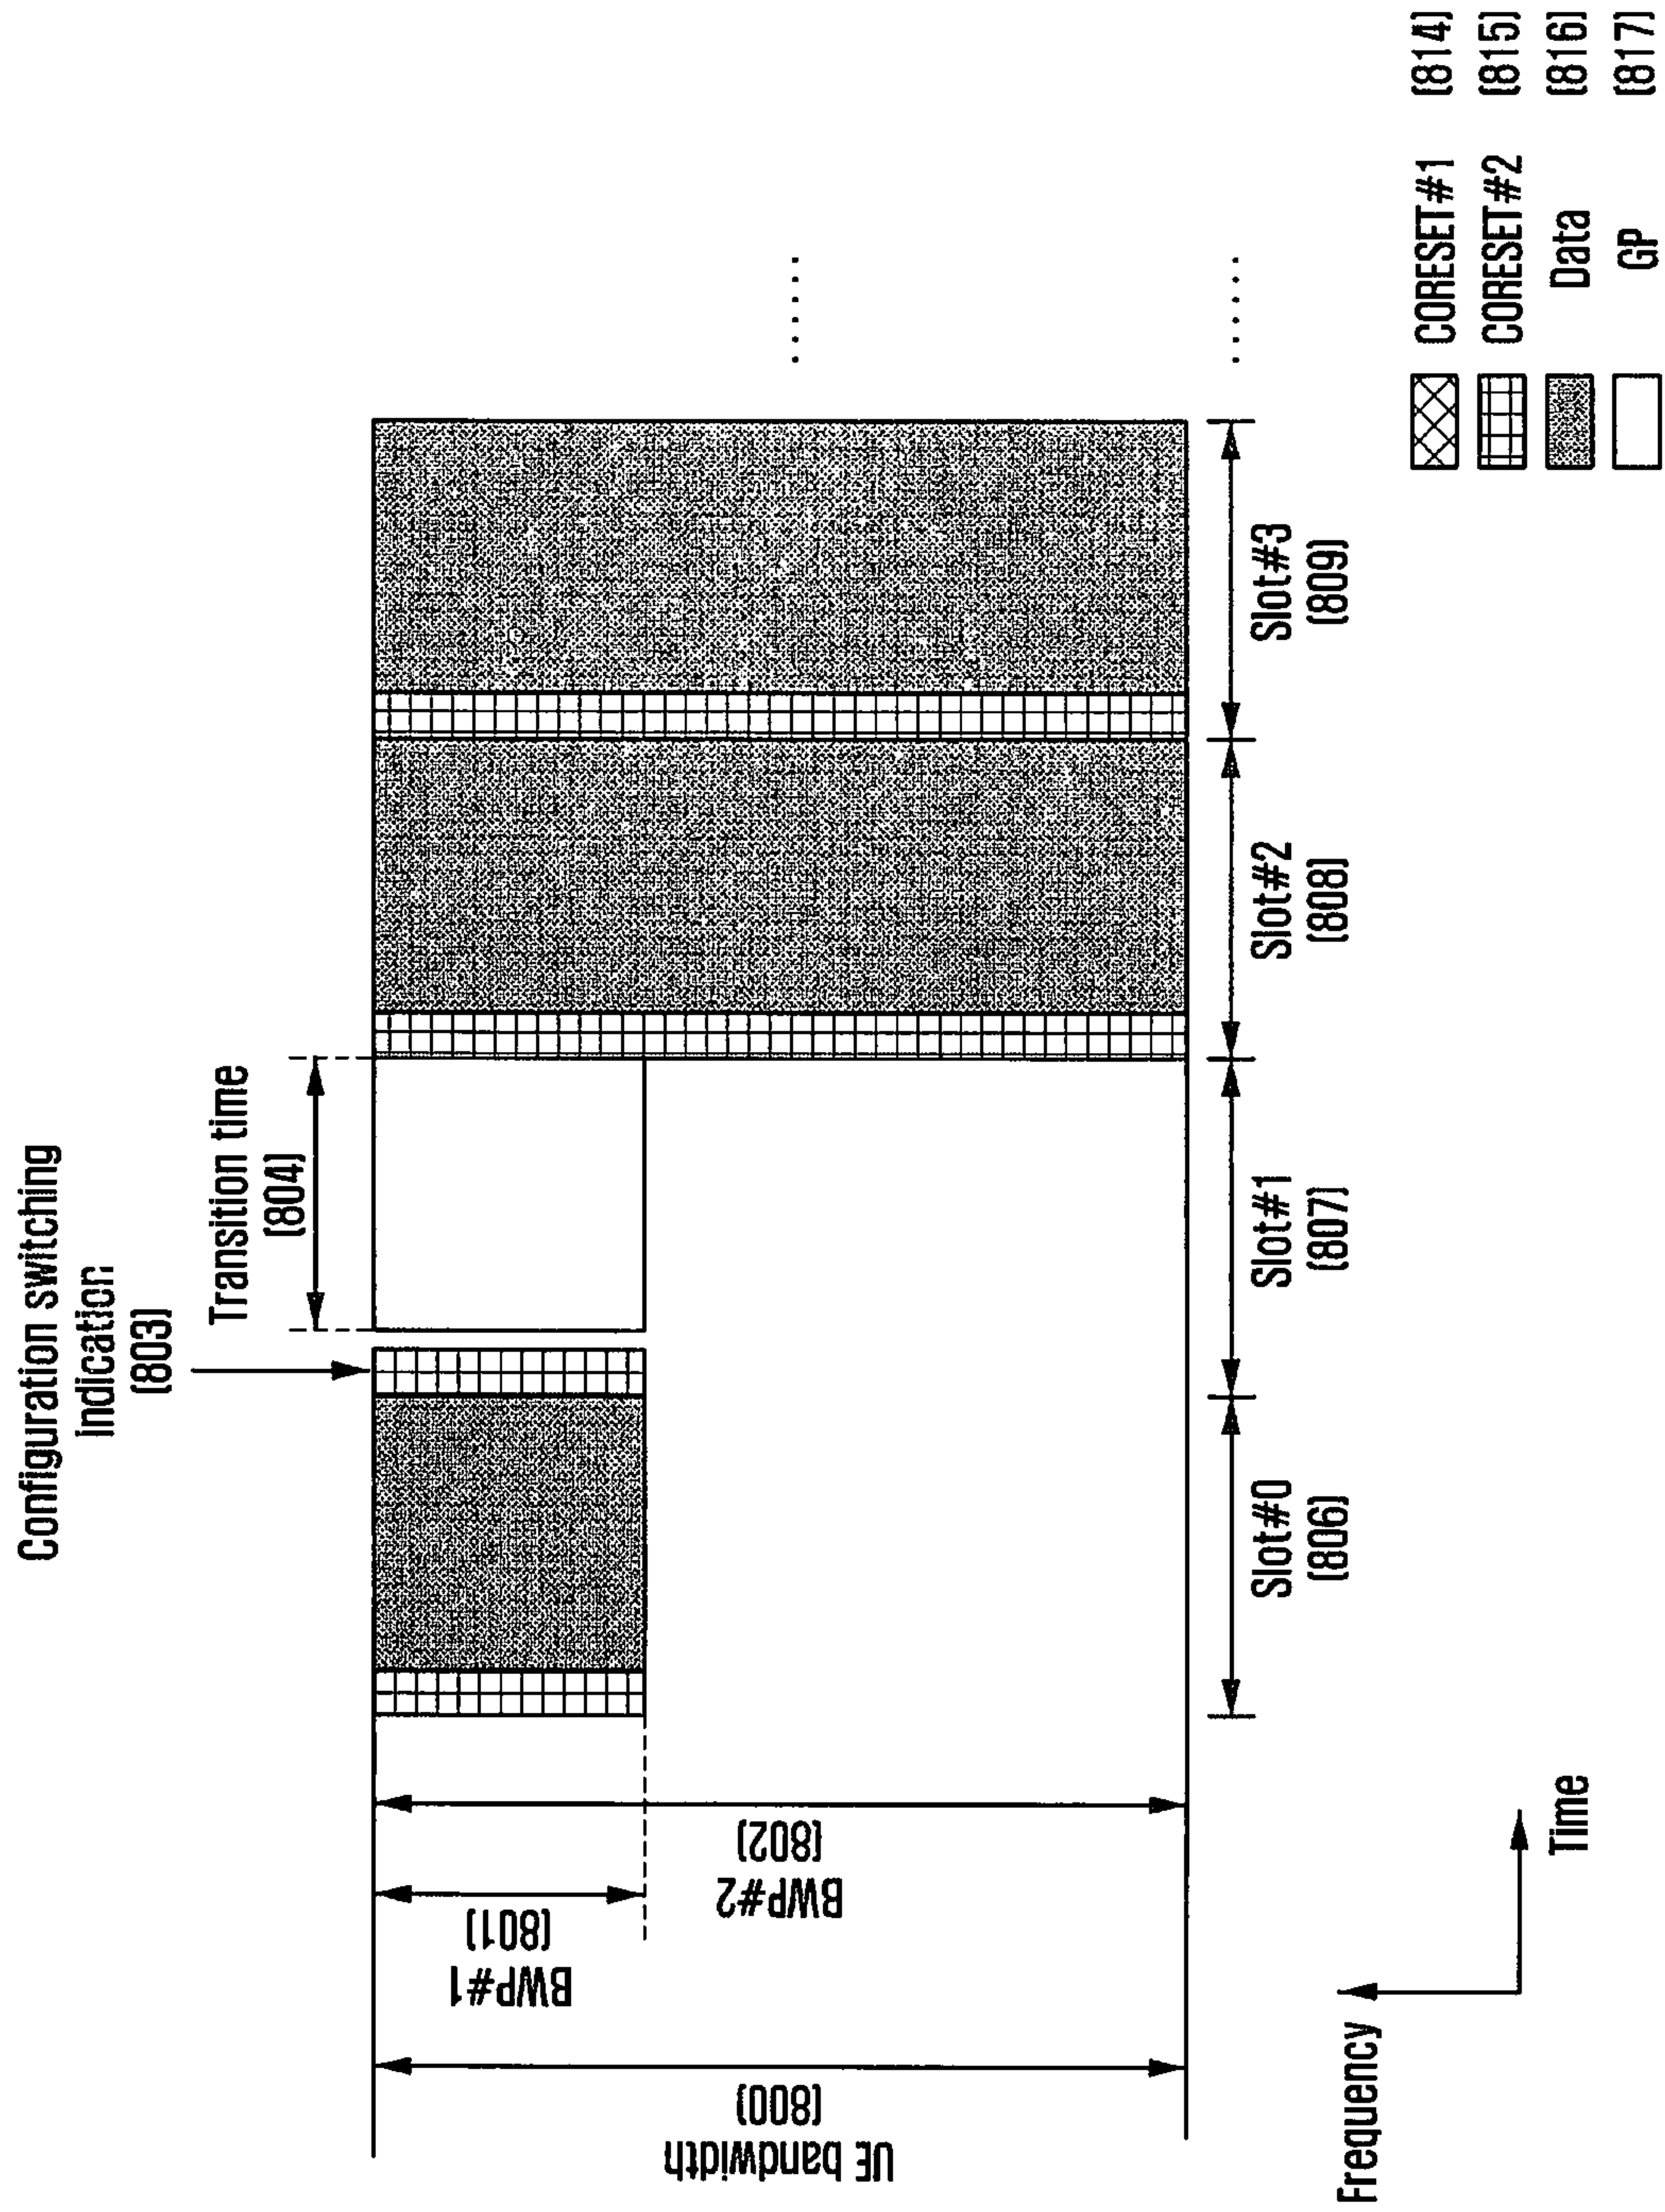 Configuration switching
indication
(803)
Transition time
(804)
UE bandwidth
(800)
BWP#1
(801)
BWP#2
(802)
Slot#0
(806)
Slot#1
(807)
Slot#2
(808)
Slot#3
(809)
Frequency
Time
CORESET#1 (814)
CORESET#2 (815)
Data (816)
GP (817)